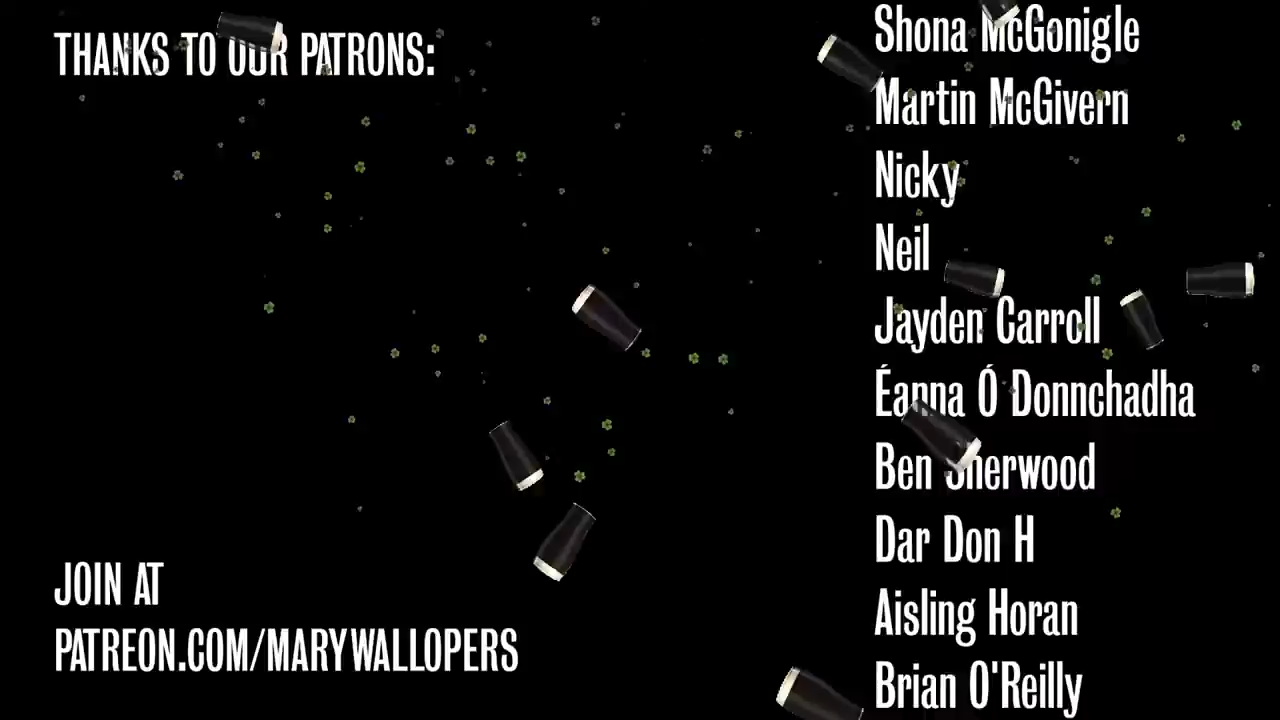 THANKS TO OUR PATRONS:
Shona McGonigle
Martin McGivern
Nicky
Neil
Jayden Carroll
Éanna Ó Donnchadha
Ben Sherwood
Dar Don H
Aisling Horan
Brian O'Reilly
JOIN AT
PATREON.COM/MARYWALLOPERS